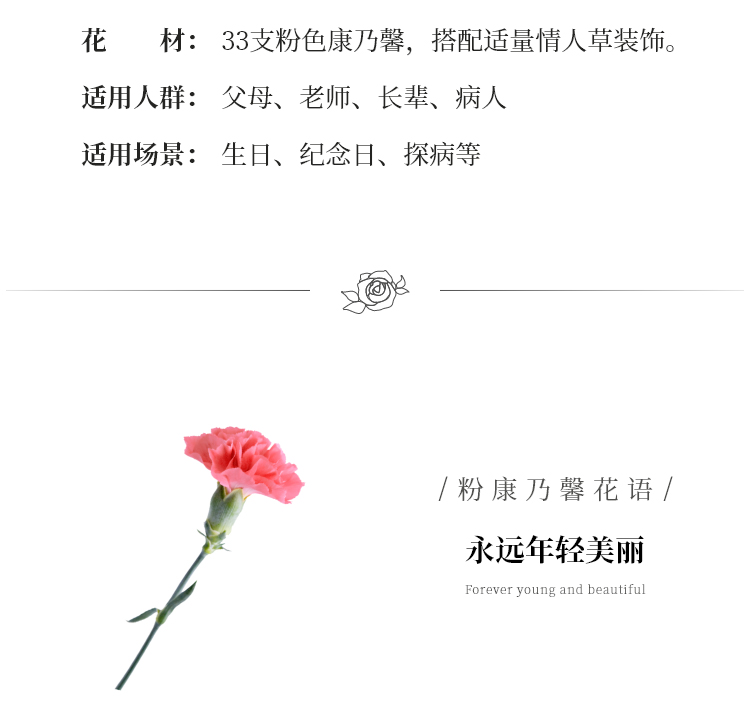 花　　材： 33支粉色康乃馨，搭配适量情人草装饰。
适用人群： 父母、老师、长辈、病人
适用场景： 生日、纪念日、探病等
/ 粉康乃馨花语 /
永远年轻美丽
Forever young and beautiful